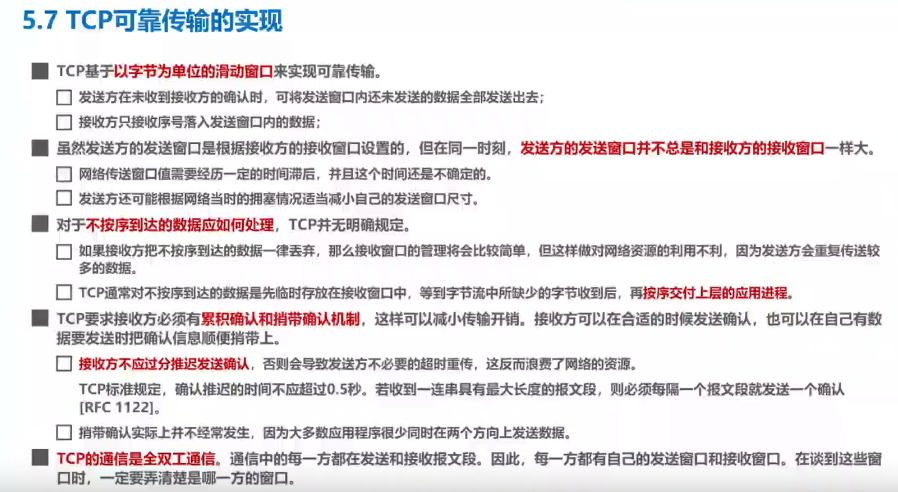 5.7 TCP可靠传输的实现
TCP基于以字节为单位的滑动窗口来实现可靠传输。
发送方在未收到接收方的确认时，可将发送窗口内还未发送的数据全部发送出去；
接收方只接收序号落入发送窗口内的数据；
虽然发送方的发送窗口是根据接收方的接收窗口设置的，但在同一时刻，发送方的发送窗口并不总是和接收方的接收窗口一样大。
网络传送窗口值需要经历一定的时间滞后，并且这个时间还是不确定的。
发送方还可能根据网络当时的拥塞情况适当减小自己的发送窗口尺寸。
对于不按序到达的数据应如何处理，TCP并无明确规定。
如果接收方把不按序到达的数据一律丢弃，那么接收窗口的管理将会比较简单，但这样做对网络资源的利用不利，因为发送方会重复传送较
多的数据。
TCP通常对不按序到达的数据是先临时存放在接收窗口中，等到字节流中所缺少的字节收到后，再按序交付上层的应用进程。
TCP要求接收方必须有累积确认和捎带确认机制，这样可以减小传输开销。接收方可以在合适的时候发送确认，也可以在自己有数
据要发送时把确认信息顺便捎带上。
接收方不应过分推迟发送确认，否则会导致发送方不必要的超时重传，这反而浪费了网络的资源。
TCP标准规定，确认推迟的时间不应超过0.5秒。若收到一连串具有最大长度的报文段，则必须每隔一个报文段就发送一个确认
[RFC 1122]。
捎带确认实际上并不经常发生，因为大多数应用程序很少同时在两个方向上发送数据。
TCP的通信是全双工通信。通信中的每一方都在发送和接收报文段。因此，每一方都有自己的发送窗口和接收窗口。在谈到这些窗
口时，一定要弄清楚是哪一方的窗口。